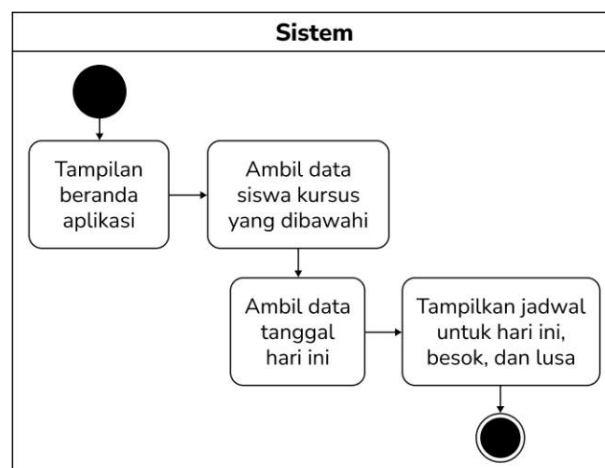 Sistem
Tampilan
beranda
aplikasi
Ambil data
siswa kursus
yang dibawahi
Ambil data
tanggal
hari ini
Tampilkan jadwal
untuk hari ini,
besok, dan lusa